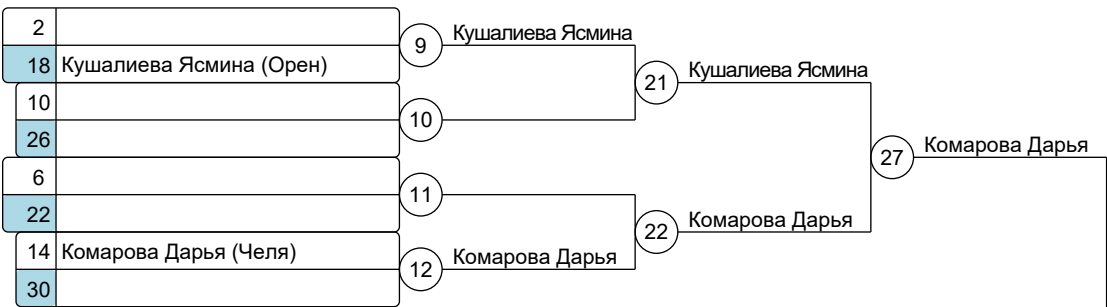 2
9 Кушалиева Ясмина
18 Кушалиева Ясмина (Орен)
21 Кушалиева Ясмина
10
10
26
27 Комарова Дарья
6
11
22
22 Комарова Дарья
14 Комарова Дарья (Челя)
12 Комарова Дарья
30